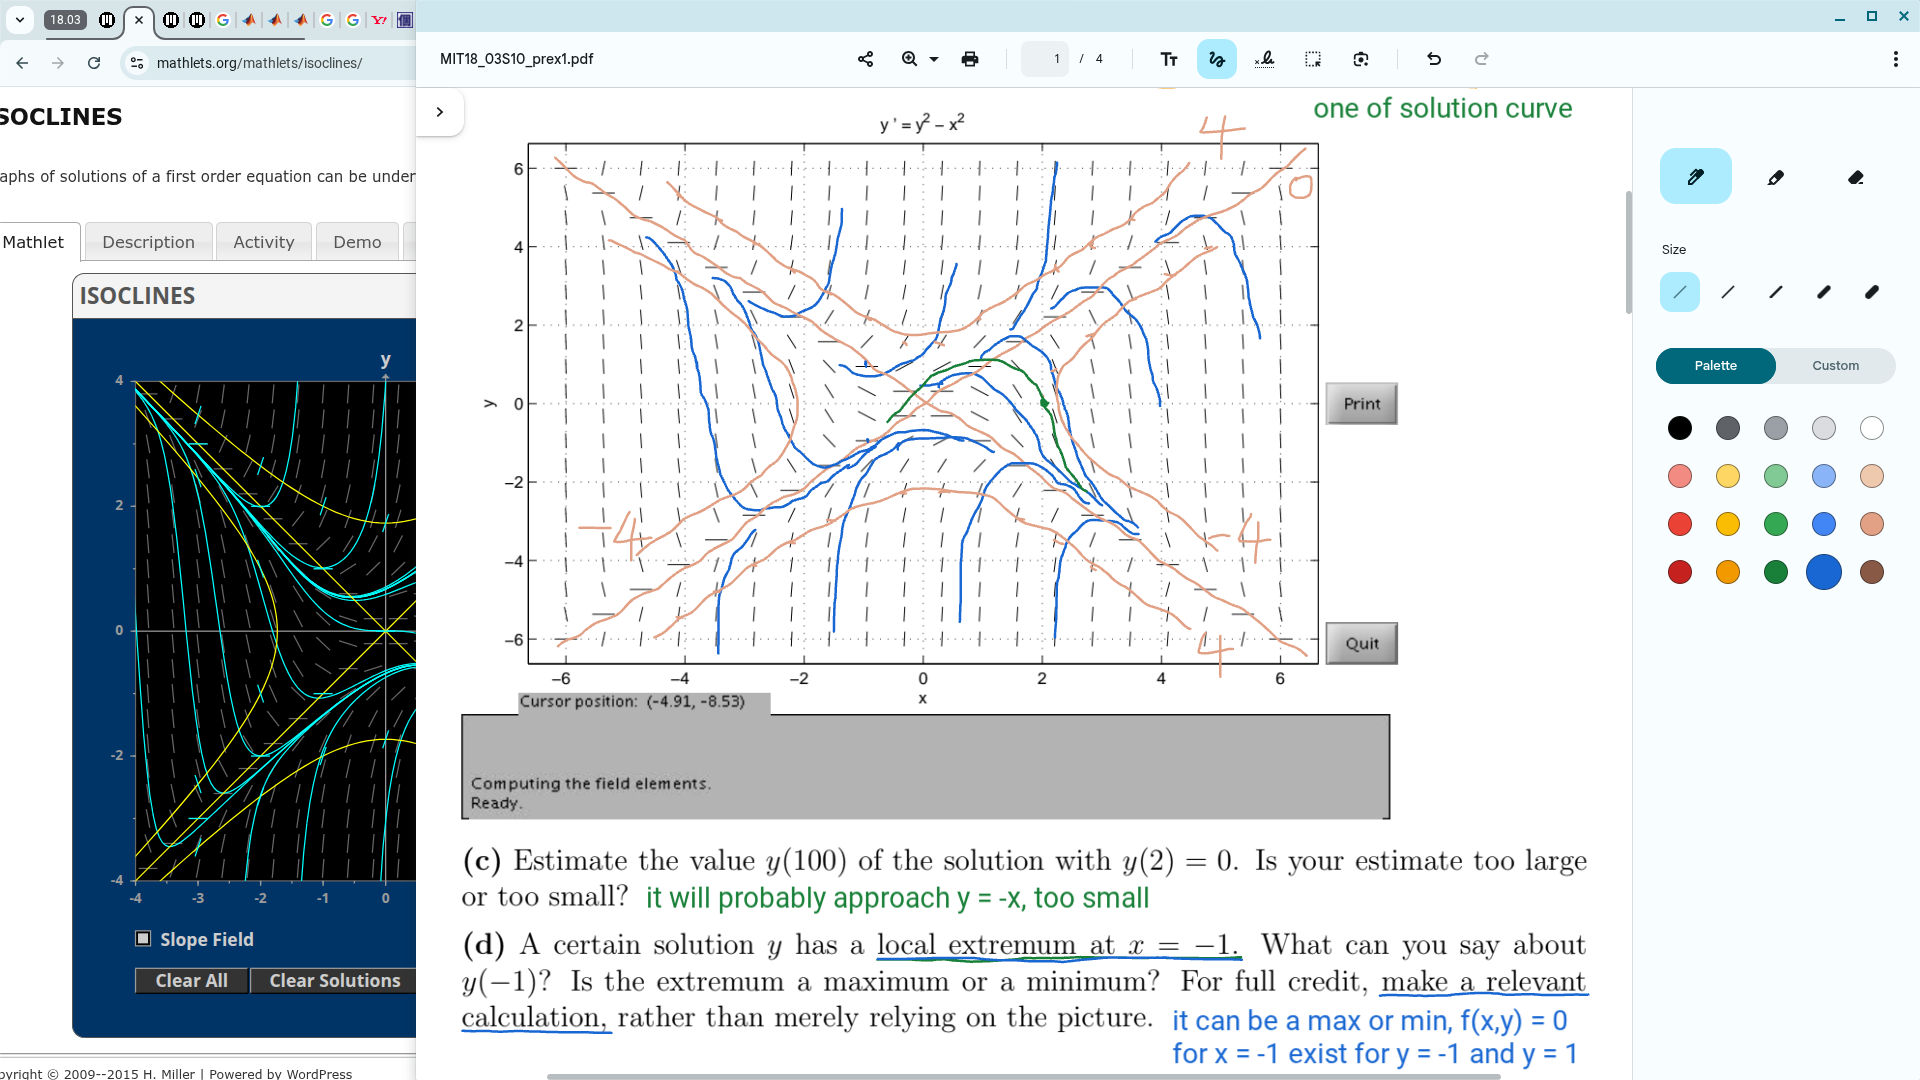 18.03
mathlets.org/mathlets/isoclines/
SOCLINES
aphs of solutions of a first order equation can be under
Mathlet
Description
Activity
Demo
ISOCLINES
y
4
2
0
-2
-4
-4
-3
-2
-1
0
Slope Field
Clear All
Clear Solutions
pyright © 2009--2015 H. Miller | Powered by WordPress
MIT18_03S10_prex1.pdf
1 / 4
Tт
one of solution curve
y ' = y² − x²
4
0
6
4
2
0
−2
−4
−6
y
−4
−4
4
−6
−4
−2
0
2
4
6
x
Print
Quit
Cursor position: (−4.91, −8.53)
Computing the field elements.
Ready.
(c) Estimate the value y(100) of the solution with y(2) = 0. Is your estimate too large
or too small? it will probably approach y = -x, too small
(d) A certain solution y has a local extremum at x = −1. What can you say about
y(−1)? Is the extremum a maximum or a minimum? For full credit, make a relevant
calculation, rather than merely relying on the picture. it can be a max or min, f(x,y) = 0
for x = -1 exist for y = -1 and y = 1
Size
Palette
Custom